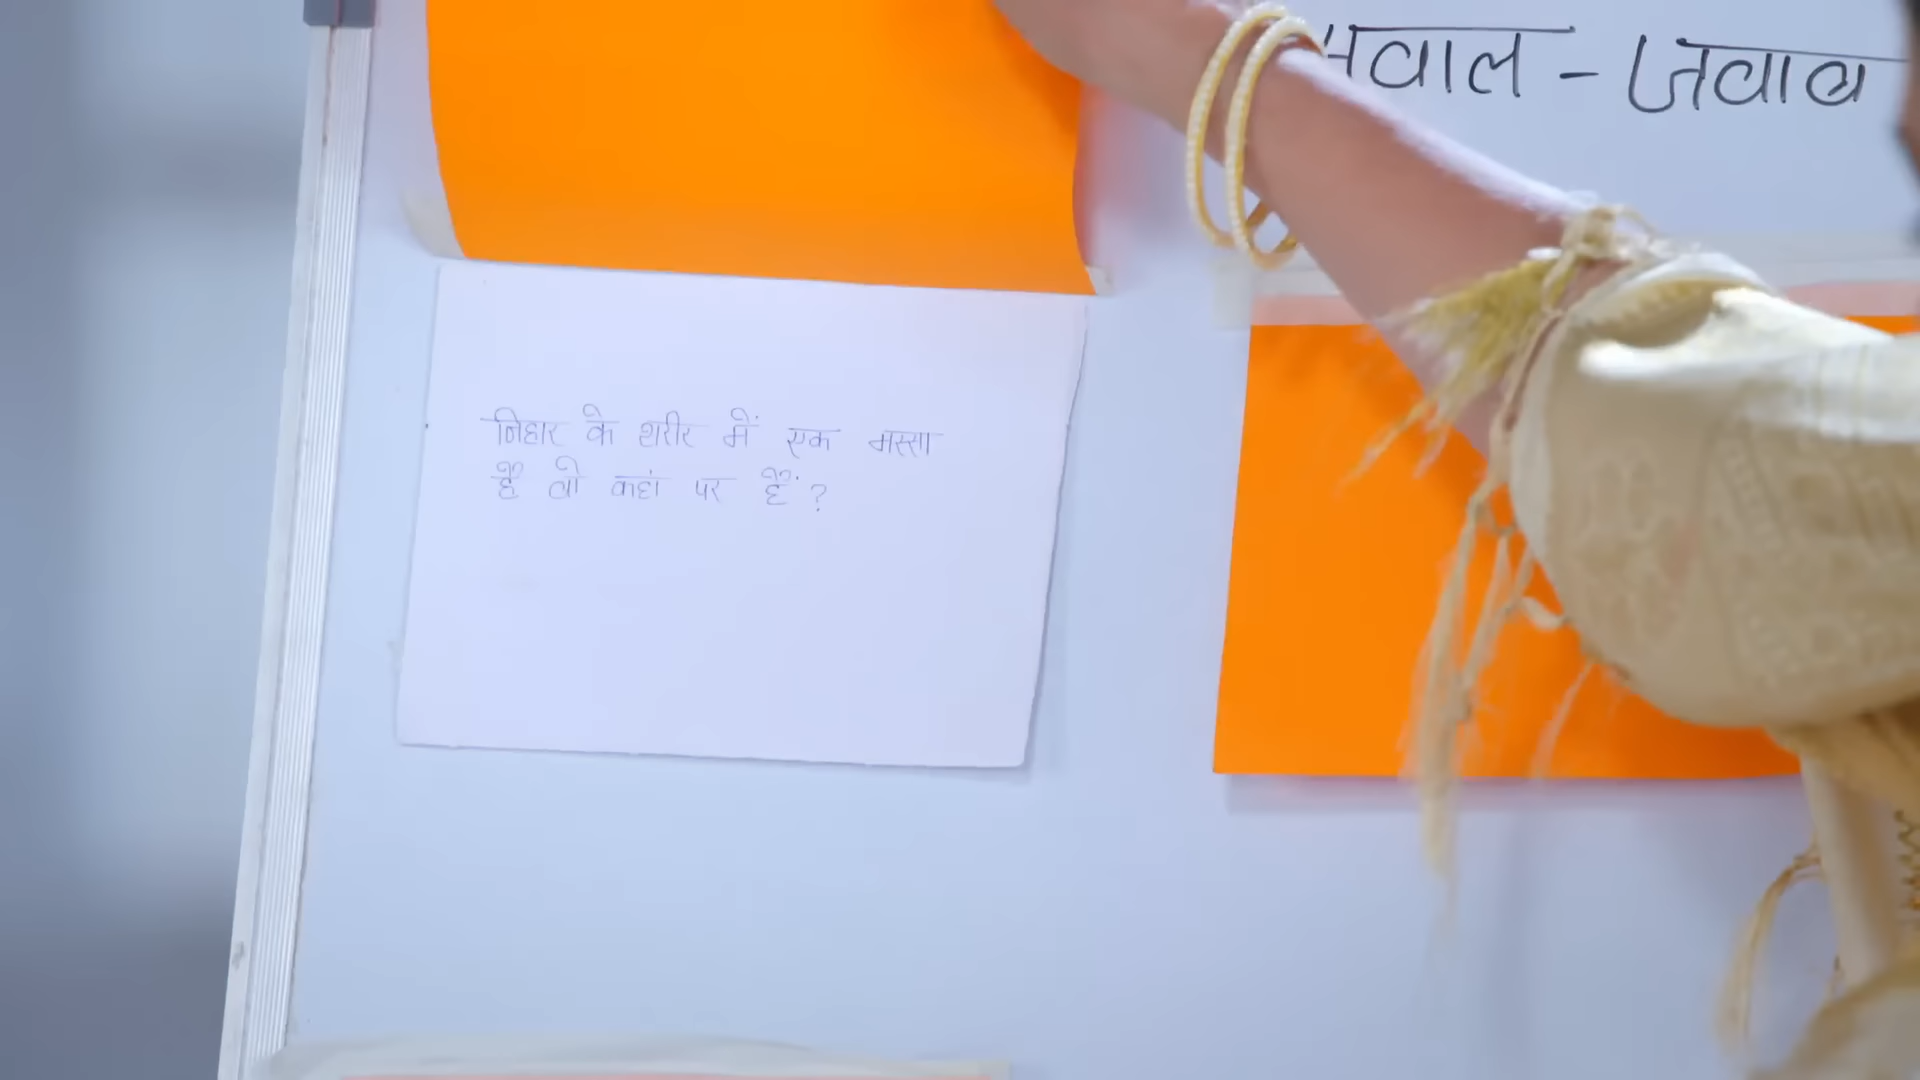 सवाल - जवाब
निहार के शरीर में एक मस्सा
हैं वो कहां पर हैं ?